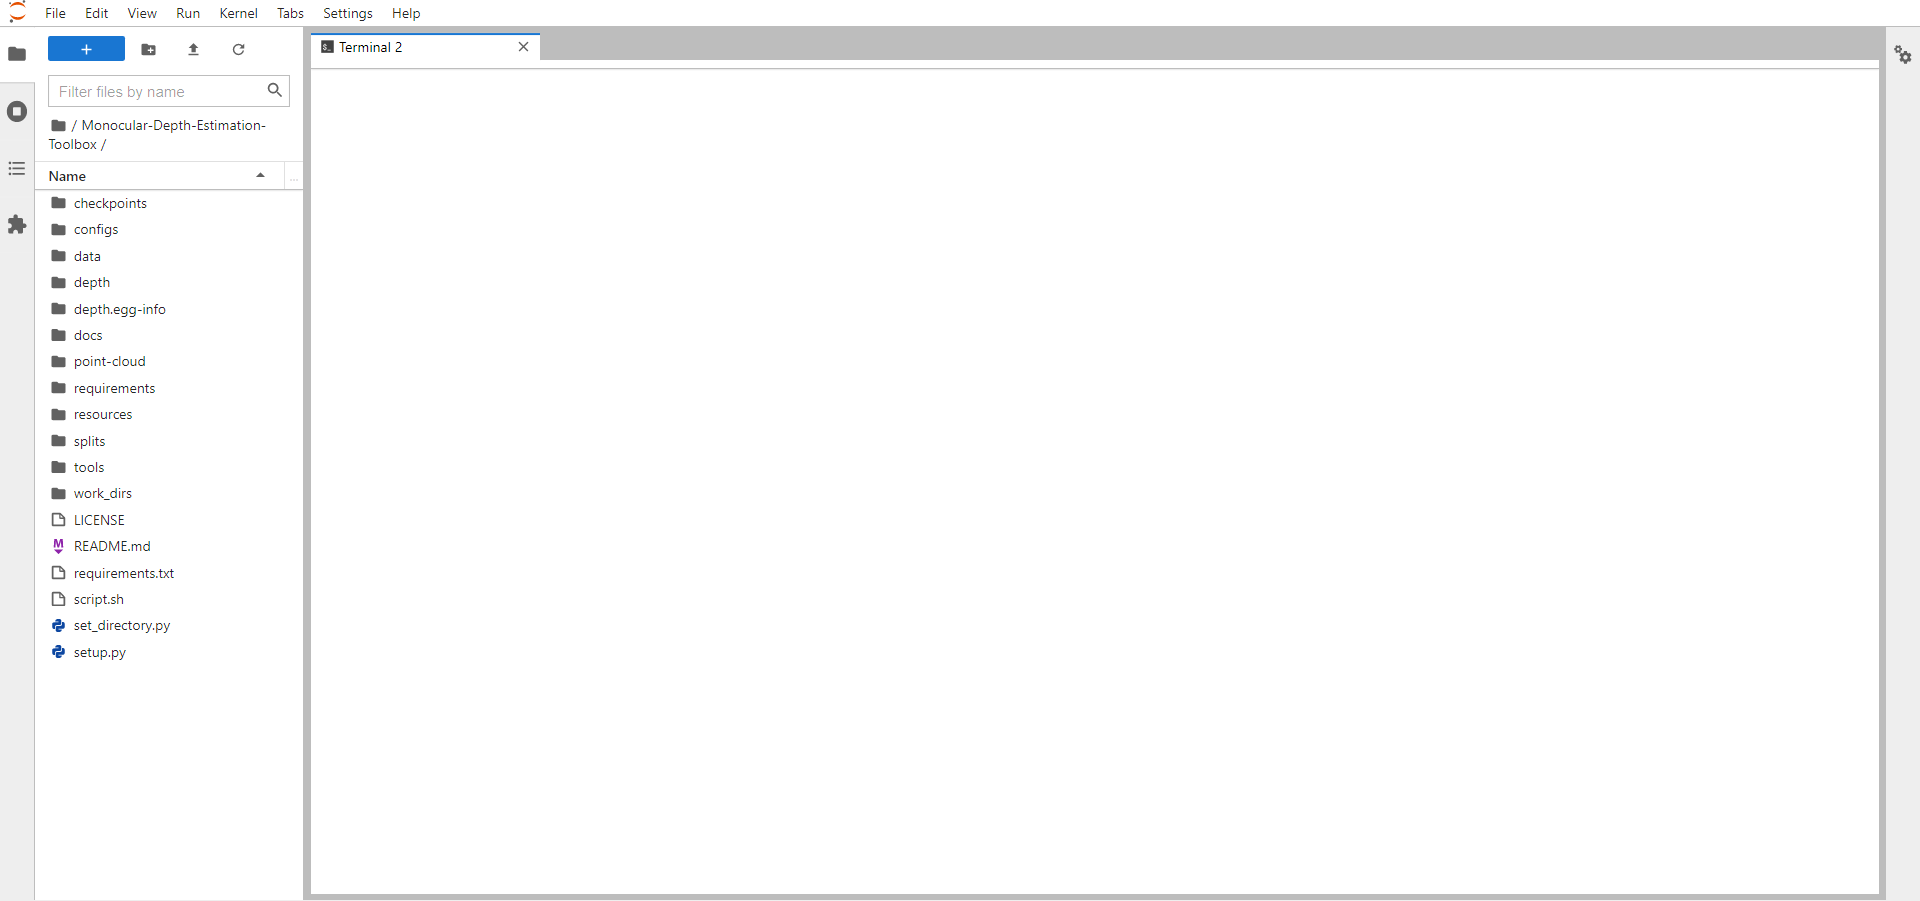 File Edit View Run Kernel Tabs Settings Help
Terminal 2
Filter files by name
/ Monocular-Depth-Estimation-
Toolbox /
Name
...
checkpoints
configs
data
depth
depth.egg-info
docs
point-cloud
requirements
resources
splits
tools
work_dirs
LICENSE
README.md
requirements.txt
script.sh
set_directory.py
setup.py